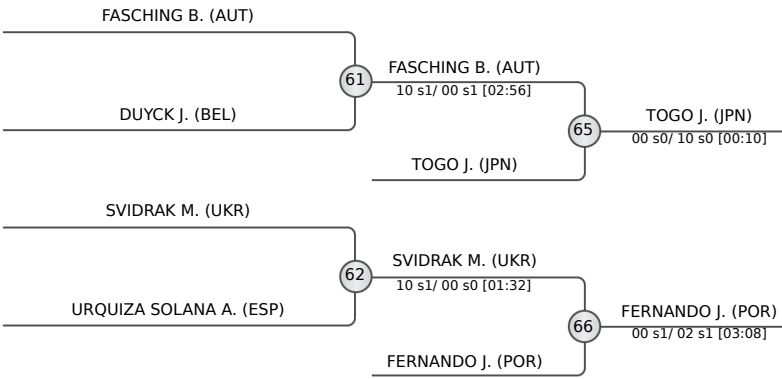 FASCHING B. (AUT)
61
DUYCK J. (BEL)
FASCHING B. (AUT)
10 s1/ 00 s1 [02:56]
65
TOGO J. (JPN)
TOGO J. (JPN)
00 s0/ 10 s0 [00:10]
SVIDRAK M. (UKR)
62
URQUIZA SOLANA A. (ESP)
SVIDRAK M. (UKR)
10 s1/ 00 s0 [01:32]
66
FERNANDO J. (POR)
FERNANDO J. (POR)
00 s1/ 02 s1 [03:08]